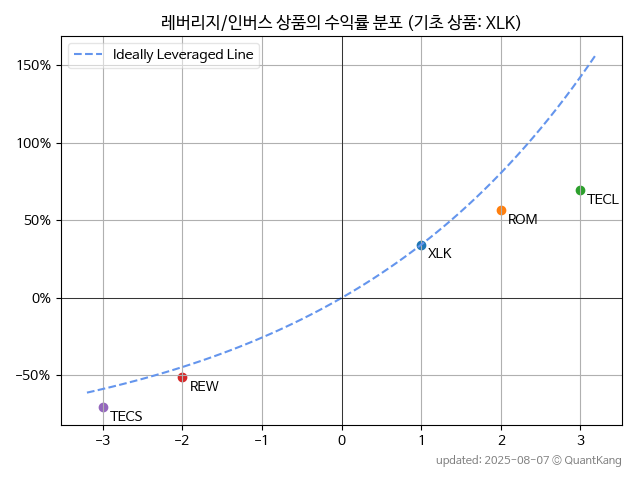 레버리지/인버스 상품의 수익률 분포 (기초 상품: XLK)
Ideally Leveraged Line
150%
100%
50%
0%
−50%
TECL
ROM
XLK
REW
TECS
−3 −2 −1 0 1 2 3
updated: 2025-08-07 © QuantKang